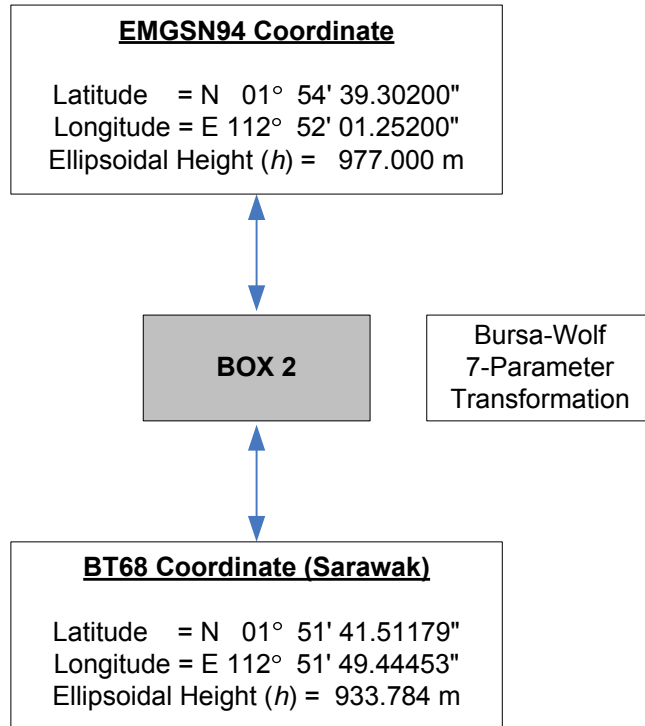 EMGSN94 Coordinate
Latitude = N 01° 54' 39.30200"
Longitude = E 112° 52' 01.25200"
Ellipsoidal Height (h) = 977.000 m
BOX 2
Bursa-Wolf
7-Parameter
Transformation
BT68 Coordinate (Sarawak)
Latitude = N 01° 51' 41.51179"
Longitude = E 112° 51' 49.44453"
Ellipsoidal Height (h) = 933.784 m